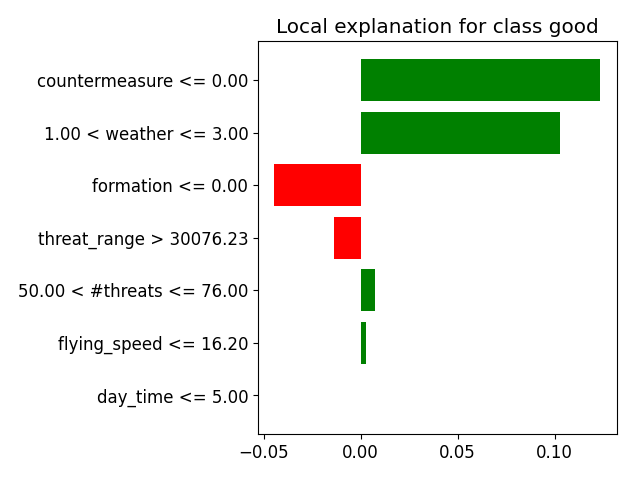 Local explanation for class good
countermeasure <= 0.00
1.00 < weather <= 3.00
formation <= 0.00
threat_range > 30076.23
50.00 < #threats <= 76.00
flying_speed <= 16.20
day_time <= 5.00
−0.05 0.00 0.05 0.10